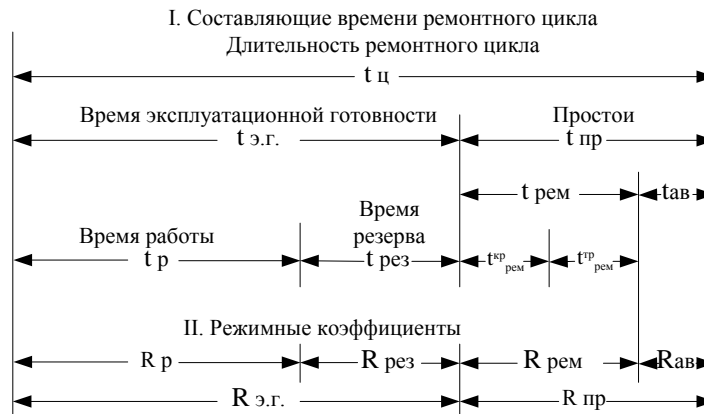 I. Составляющие времени ремонтного цикла
Длительность ремонтного цикла
t ц
Время эксплуатационной готовности Простои
t э.г. t пр
t рем tав
Время работы Время резерва
t р t рез tкр рем tтр рем
II. Режимные коэффициенты
R р R рез R рем Rав
R э.г. R пр